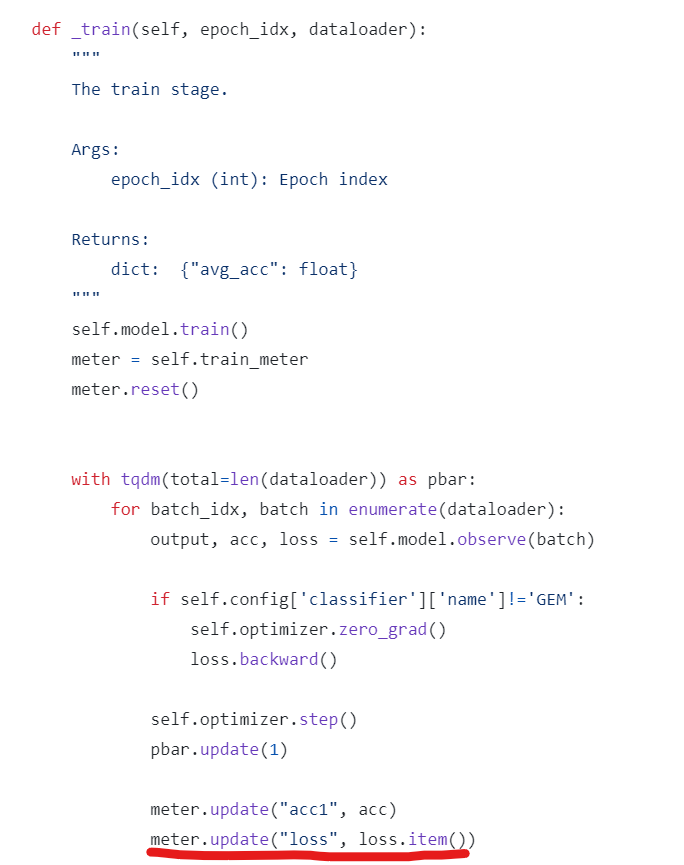 def _train(self, epoch_idx, dataloader):
"""
The train stage.
Args:
epoch_idx (int): Epoch index
Returns:
dict:  {"avg_acc": float}
"""
self.model.train()
meter = self.train_meter
meter.reset()
with tqdm(total=len(dataloader)) as pbar:
for batch_idx, batch in enumerate(dataloader):
output, acc, loss = self.model.observe(batch)
if self.config['classifier']['name']!='GEM':
self.optimizer.zero_grad()
loss.backward()
self.optimizer.step()
pbar.update(1)
meter.update("acc1", acc)
meter.update("loss", loss.item())